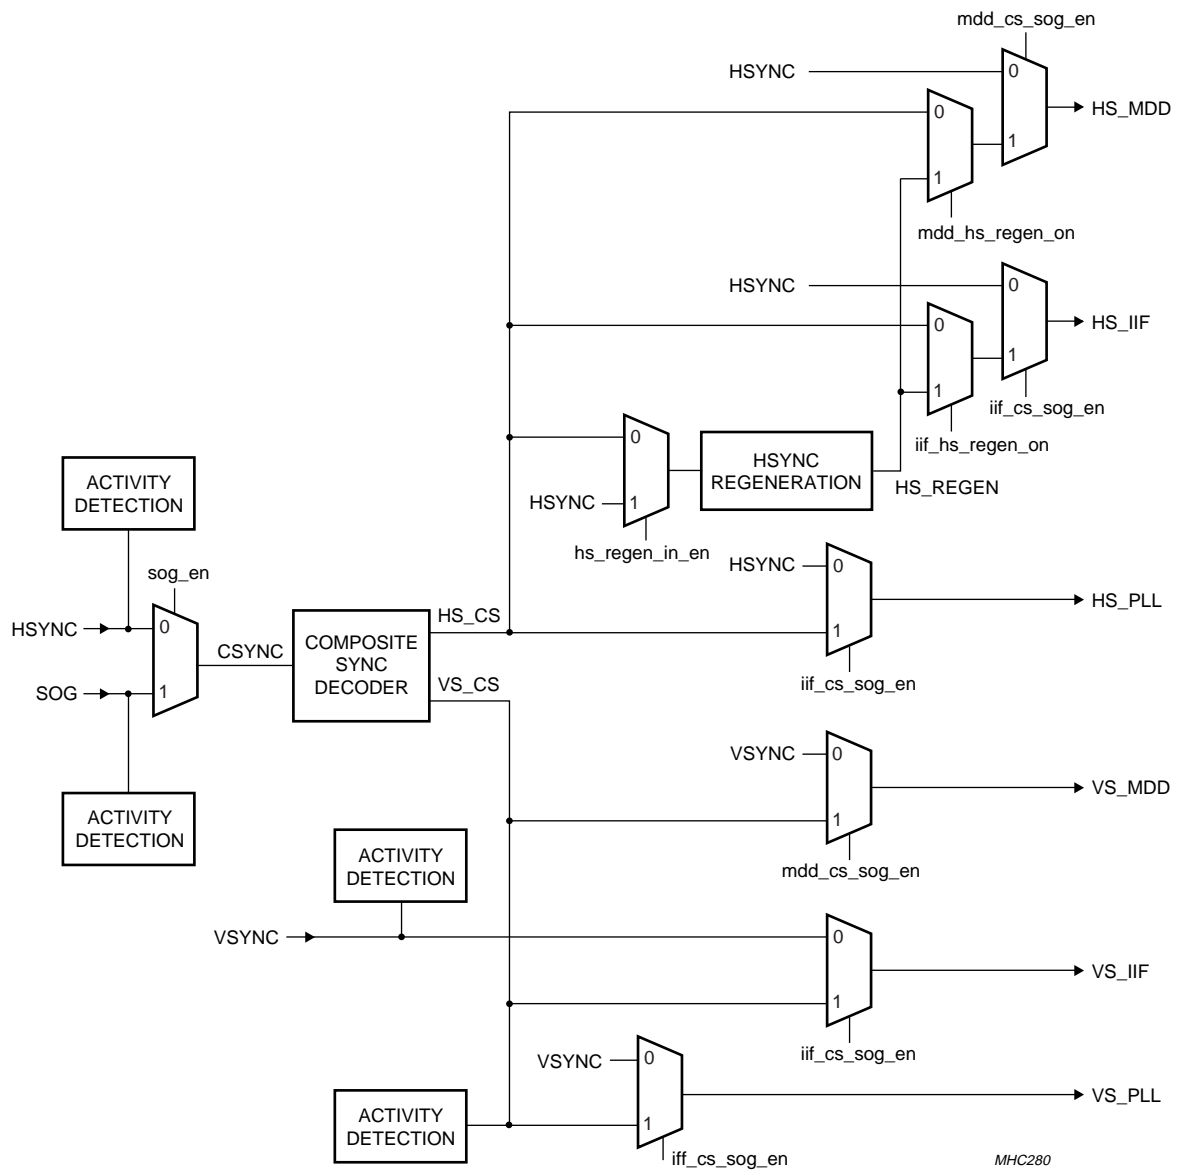 mdd_cs_sog_en
HSYNC
0
HS_MDD
0
1
1
mdd_hs_regen_on
HSYNC
0
HS_IIF
0
1
1
iif_cs_sog_en
iif_hs_regen_on
0
HSYNC
REGENERATION
HS_REGEN
HSYNC
1
hs_regen_in_en
ACTIVITY
DETECTION
sog_en
HSYNC
0
SOG
1
CSYNC
COMPOSITE
SYNC
DECODER
HS_CS
VS_CS
HSYNC
0
HS_PLL
1
iif_cs_sog_en
VSYNC
0
VS_MDD
1
mdd_cs_sog_en
ACTIVITY
DETECTION
ACTIVITY
DETECTION
VSYNC
0
VS_IIF
1
iif_cs_sog_en
VSYNC
0
VS_PLL
ACTIVITY
DETECTION
1
iff_cs_sog_en
MHC280